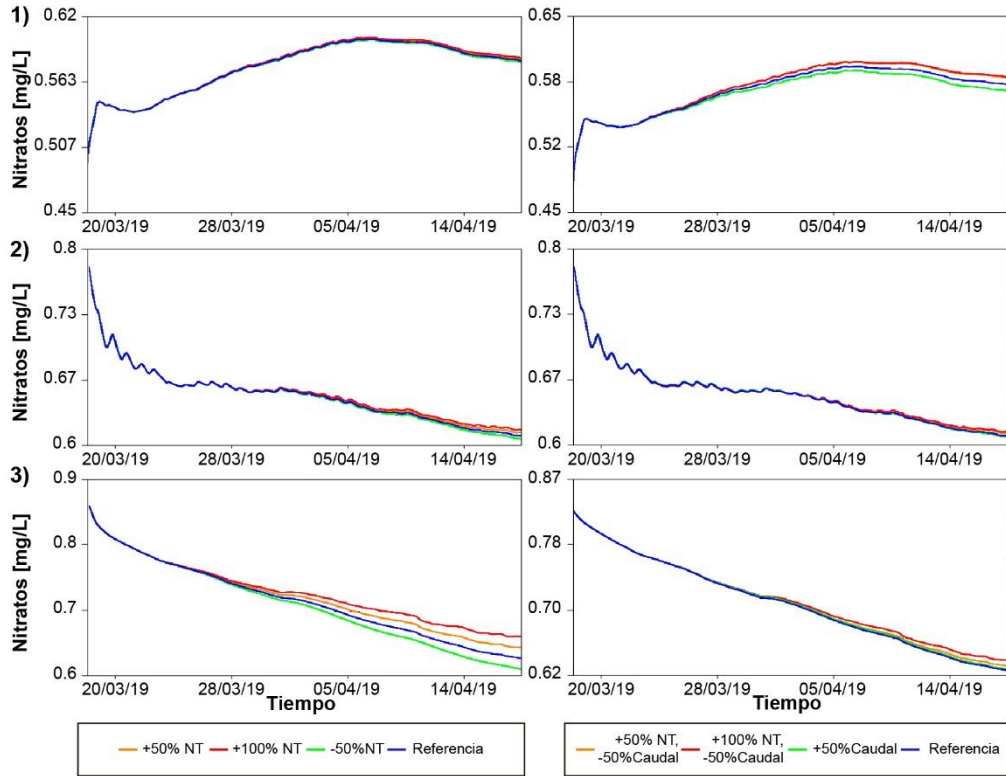 1)
Nitratos [mg/L]
0.62
0.563
0.507
0.45
20/03/19 28/03/19 05/04/19 14/04/19
0.65
0.58
0.52
0.45
20/03/19 28/03/19 05/04/19 14/04/19
2)
Nitratos [mg/L]
0.8
0.73
0.67
0.6
20/03/19 28/03/19 05/04/19 14/04/19
0.8
0.73
0.67
0.6
20/03/19 28/03/19 05/04/19 14/04/19
3)
Nitratos [mg/L]
0.9
0.8
0.7
0.6
20/03/19 28/03/19 05/04/19 14/04/19
Tiempo
0.87
0.78
0.70
0.62
20/03/19 28/03/19 05/04/19 14/04/19
Tiempo
+50% NT +100% NT -50%NT Referencia
+50% NT, +100% NT, +50%Caudal Referencia
-50%Caudal -50%Caudal